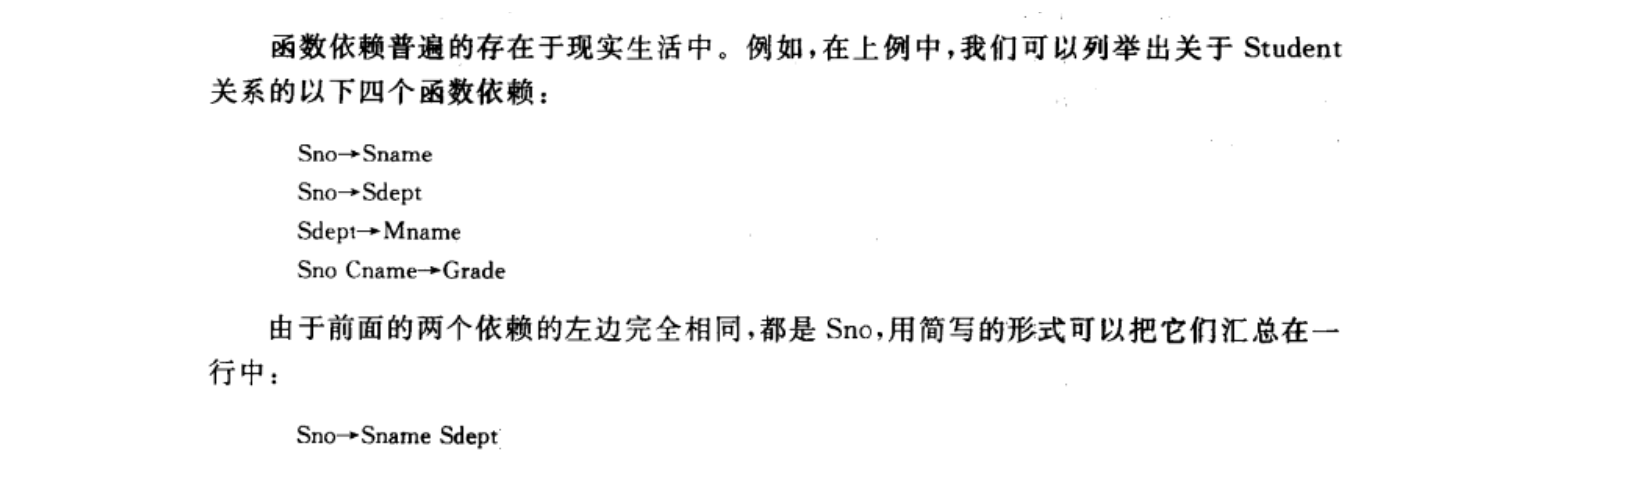 函数依赖普遍的存在于现实生活中。例如,在上例中,我们可以列举出关于 Student
关系的以下四个函数依赖:
Sno→Sname
Sno→Sdept
Sdept→Mname
Sno Cname→Grade
由于前面的两个依赖的左边完全相同,都是 Sno,用简写的形式可以把它们汇总在一
行中:
Sno→Sname Sdept